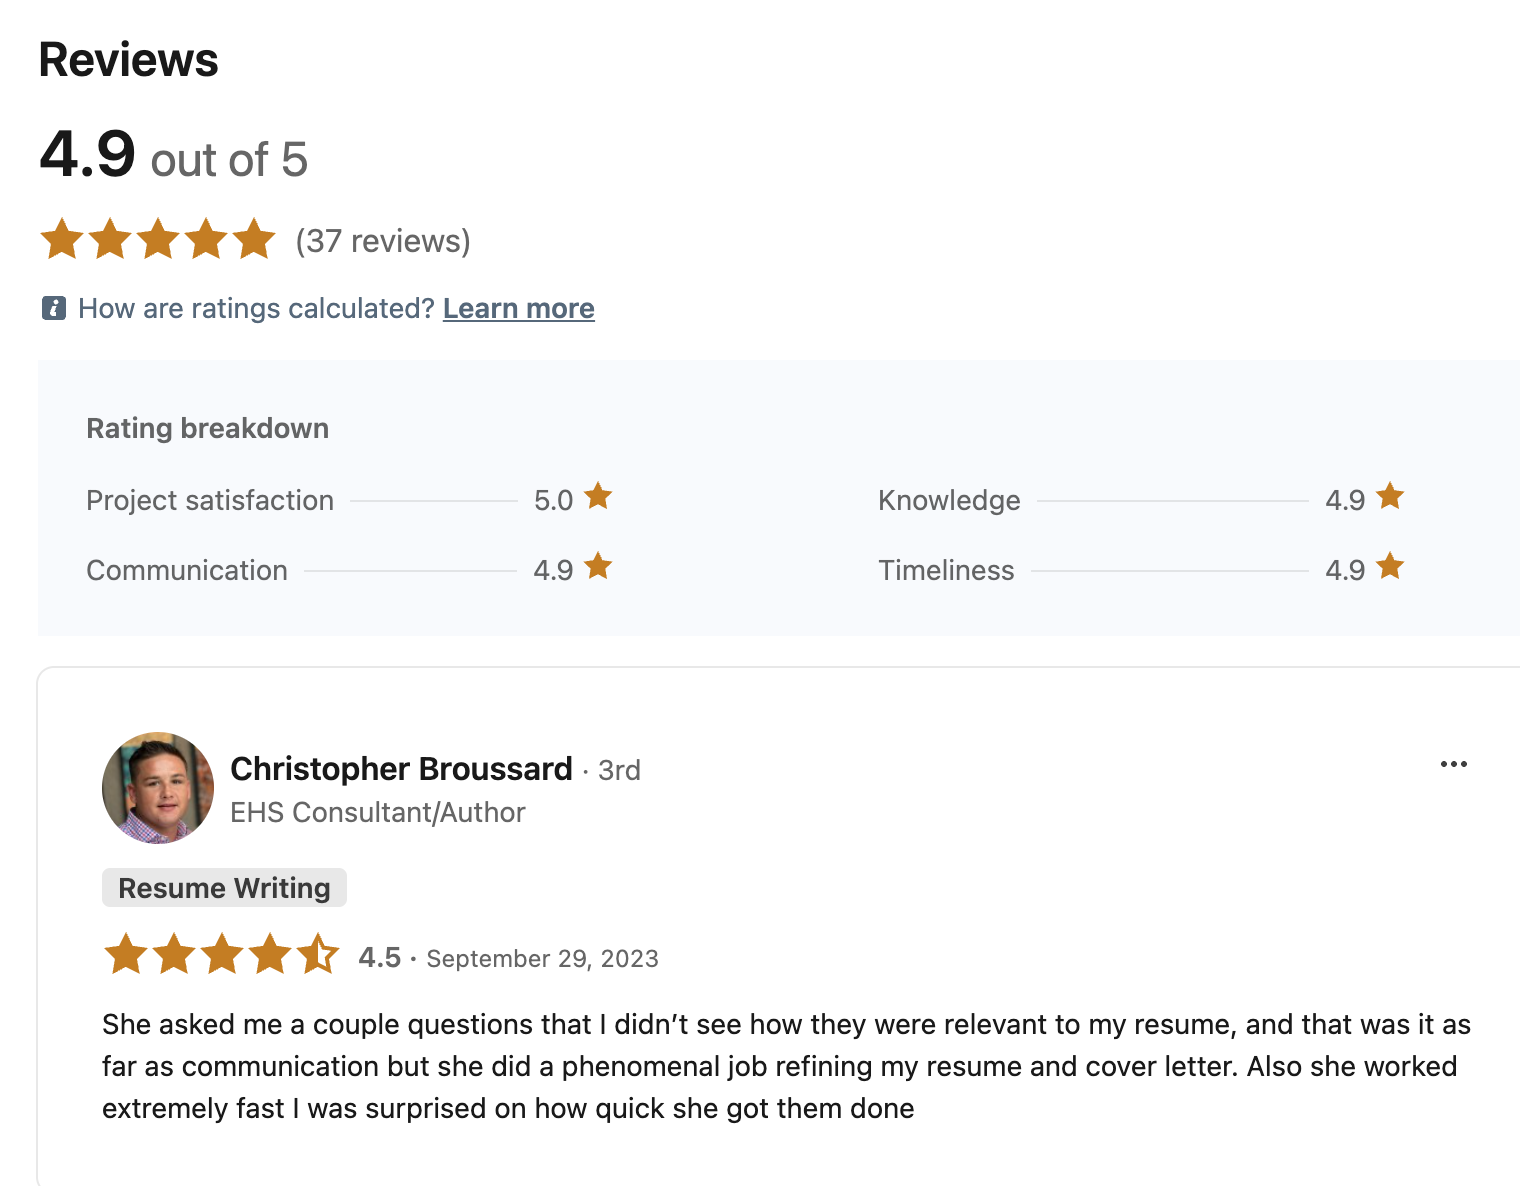 Reviews
4.9 out of 5
(37 reviews)
How are ratings calculated? Learn more
Rating breakdown
Project satisfaction 5.0
Knowledge 4.9
Communication 4.9
Timeliness 4.9
Christopher Broussard · 3rd
EHS Consultant/Author
Resume Writing
4.5 · September 29, 2023
She asked me a couple questions that I didn’t see how they were relevant to my resume, and that was it as
far as communication but she did a phenomenal job refining my resume and cover letter. Also she worked
extremely fast I was surprised on how quick she got them done